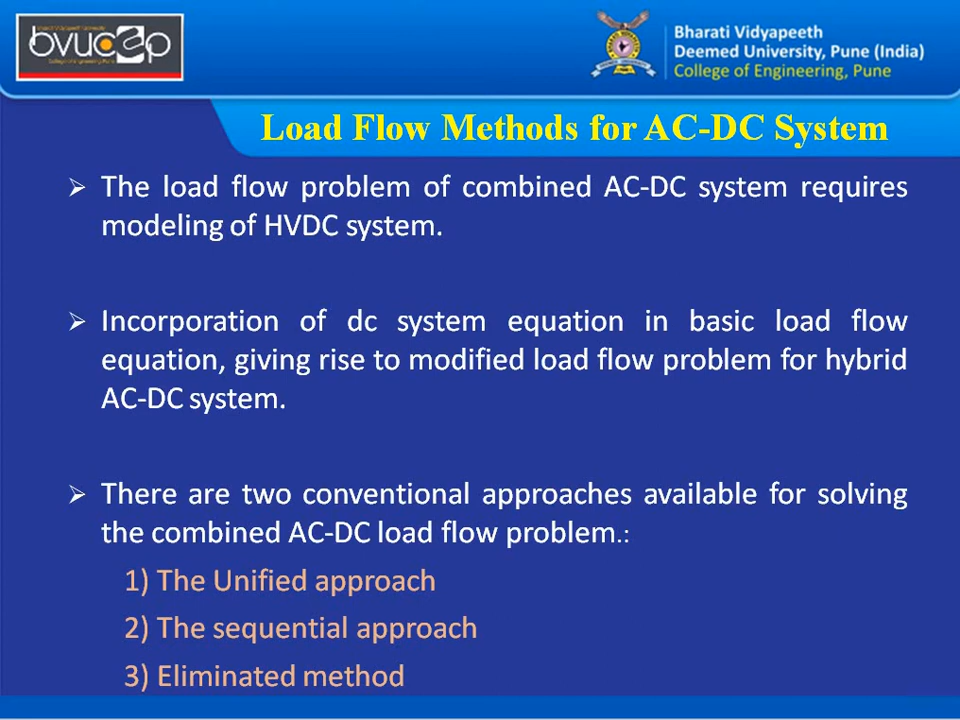 bvucoep
Bharati Vidyapeeth
Deemed University, Pune (India)
College of Engineering, Pune
Load Flow Methods for AC-DC System
➢ The load flow problem of combined AC-DC system requires
modeling of HVDC system.
➢ Incorporation of dc system equation in basic load flow
equation, giving rise to modified load flow problem for hybrid
AC-DC system.
➢ There are two conventional approaches available for solving
the combined AC-DC load flow problem.:
1) The Unified approach
2) The sequential approach
3) Eliminated method